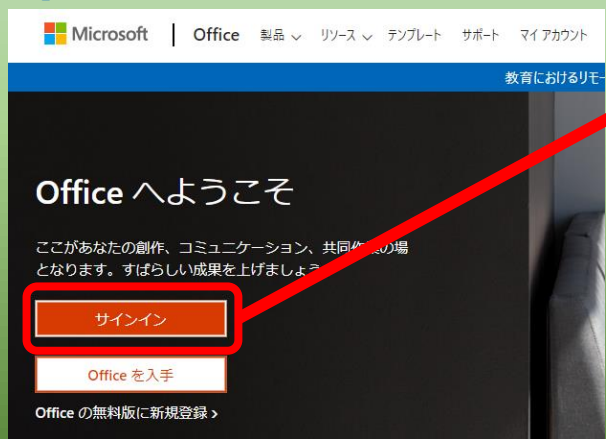 Microsoft | Office 製品 リソース テンプレート サポート マイ アカウント
教育におけるリモー
Office へようこそ
ここがあなたの創作、コミュニケーション、共同作業の場
となります。すばらしい成果を上げましょう
サインイン
Office を入手
Office の無料版に新規登録 >